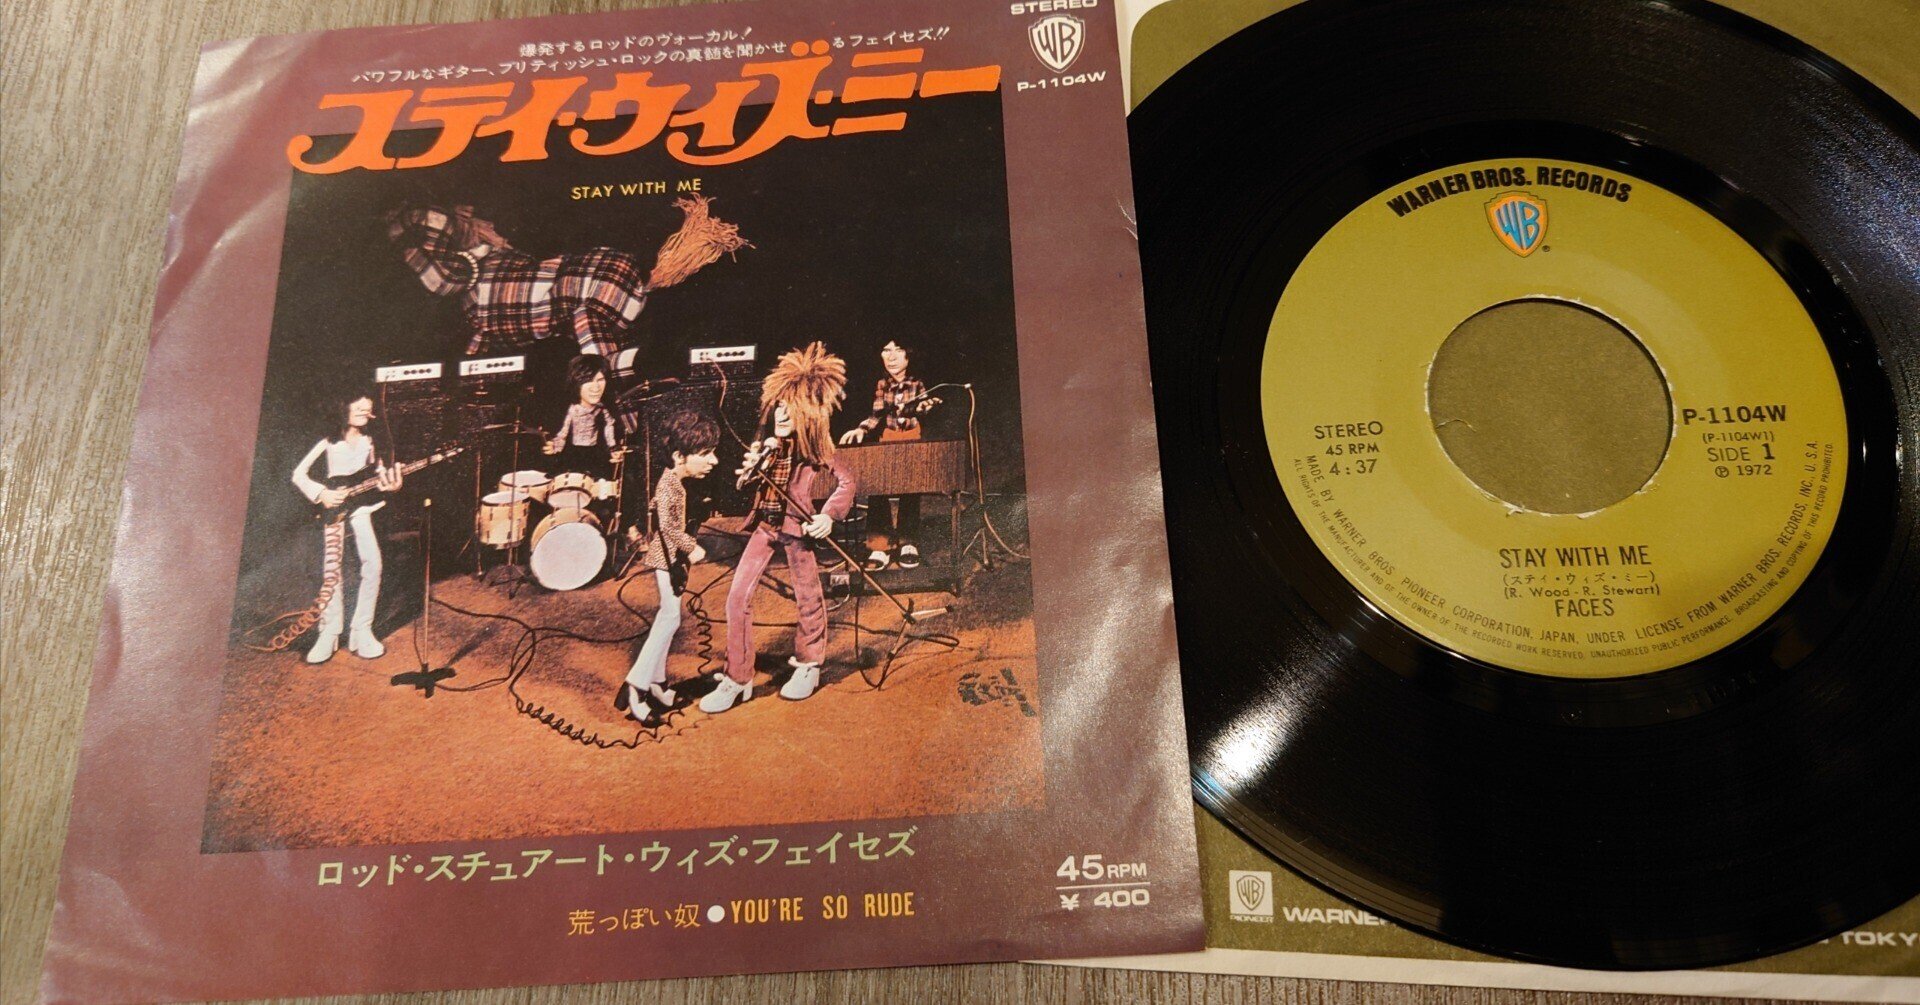 爆発するロッドのヴォーカル!
パワフルなギター、ブリティッシュ・ロックの真髄を聞かせるフェイセズ!!
ステイ・ウィズ・ミー
STAY WITH ME
STEREO
WB
P-1104W
ロッド・スチュアート・ウィズ・フェイセズ
荒っぽい奴●YOU'RE SO RUDE
45RPM
¥ 400
WARNER BROS. RECORDS
WB
®
STEREO
45 RPM
4:37
P-1104W
(P-1104W1)
SIDE 1
Ⓟ 1972
STAY WITH ME
(ステイ・ウィズ・ミー)
(R. Wood-R. Stewart)
FACES
MADE BY WARNER BROS. PIONEER CORPORATION, JAPAN, UNDER LICENSE FROM WARNER BROS. RECORDS, INC., U. S. A.
ALL RIGHTS OF THE MANUFACTURER AND OF THE OWNER OF THE RECORDED WORK RESERVED. UNAUTHORIZED PUBLIC PERFORMANCE, BROADCASTING AND COPYING OF THIS RECORD PROHIBITED.
WB
PIONEER
WARNE
TOKY